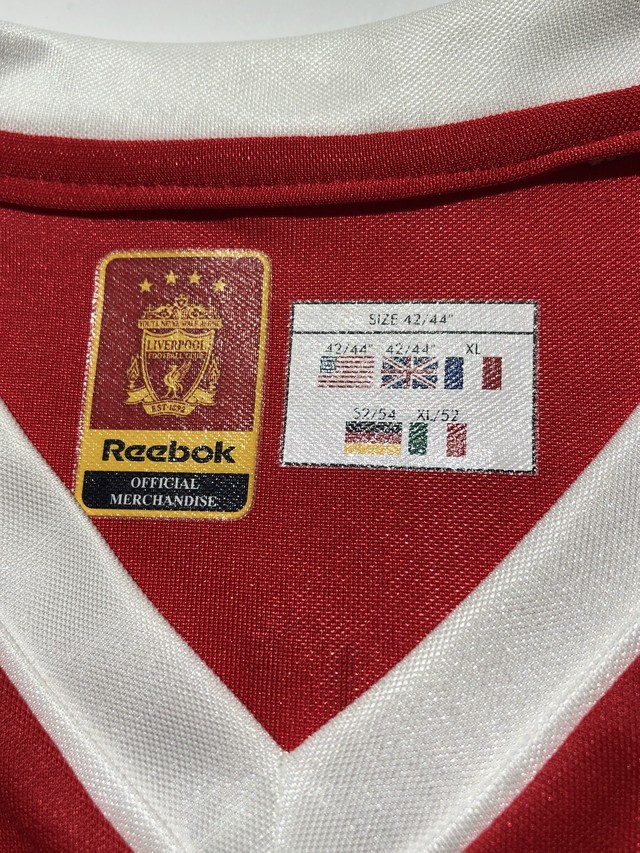 YOU'LL NEVER WALK ALONE
LIVERPOOL
FOOTBALL CLUB
EST·1892
Reebok
OFFICIAL
MERCHANDISE
SIZE 42/44"
42/44" 42/44" XL
52/54 XL/52